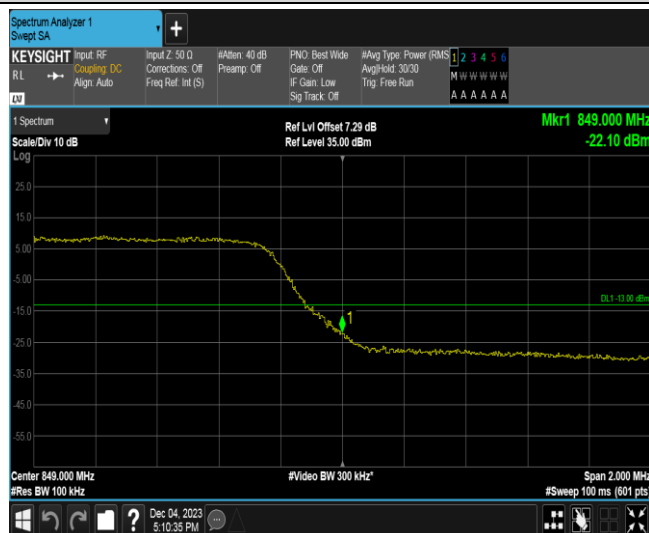 Spectrum Analyzer 1
Swept SA
KEYSIGHT
RL
Input: RF
Coupling: DC
Align: Auto
Input Z: 50 Ω
Corrections: Off
Freq Ref: Int (S)
#Atten: 40 dB
Preamp: Off
PNO: Best Wide
Gate: Off
IF Gain: Low
Sig Track: Off
#Avg Type: Power (RMS
Avg|Hold: 30/30
Trig: Free Run
1 2 3 4 5 6
M W W W W W
A A A A A A
LXI
1 Spectrum
Scale/Div 10 dB
Log
Ref Lvl Offset 7.29 dB
Ref Level 35.00 dBm
Mkr1 849.000 MHz
-22.10 dBm
25.0
15.0
5.00
-5.00
-15.0
-25.0
-35.0
-45.0
-55.0
DL1 -13.00 dBm
1
Center 849.000 MHz
#Res BW 100 kHz
#Video BW 300 kHz*
Span 2.000 MHz
#Sweep 100 ms (601 pts)
?
Dec 04, 2023
5:10:35 PM